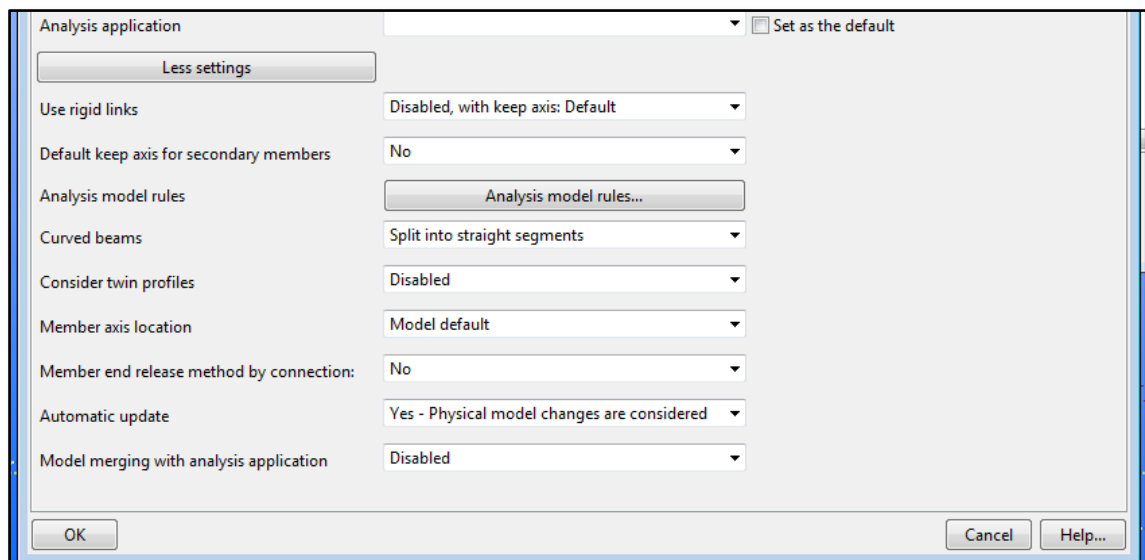 Analysis application
Set as the default
Less settings
Use rigid links Disabled, with keep axis: Default
Default keep axis for secondary members No
Analysis model rules Analysis model rules...
Curved beams Split into straight segments
Consider twin profiles Disabled
Member axis location Model default
Member end release method by connection: No
Automatic update Yes - Physical model changes are considered
Model merging with analysis application Disabled
OK Cancel Help...